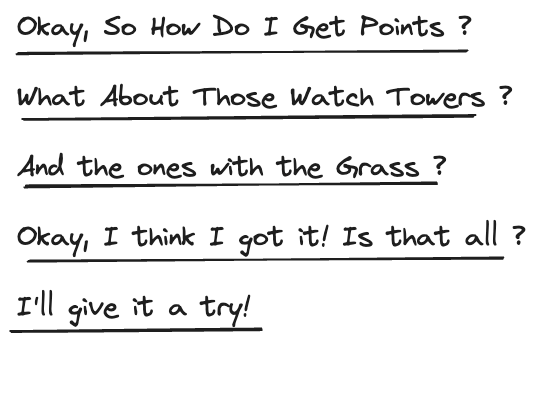 Okay, So How Do I Get Points ?
What About Those Watch Towers ?
And the ones with the Grass ?
Okay, I think I got it! Is that all ?
I'll give it a try!